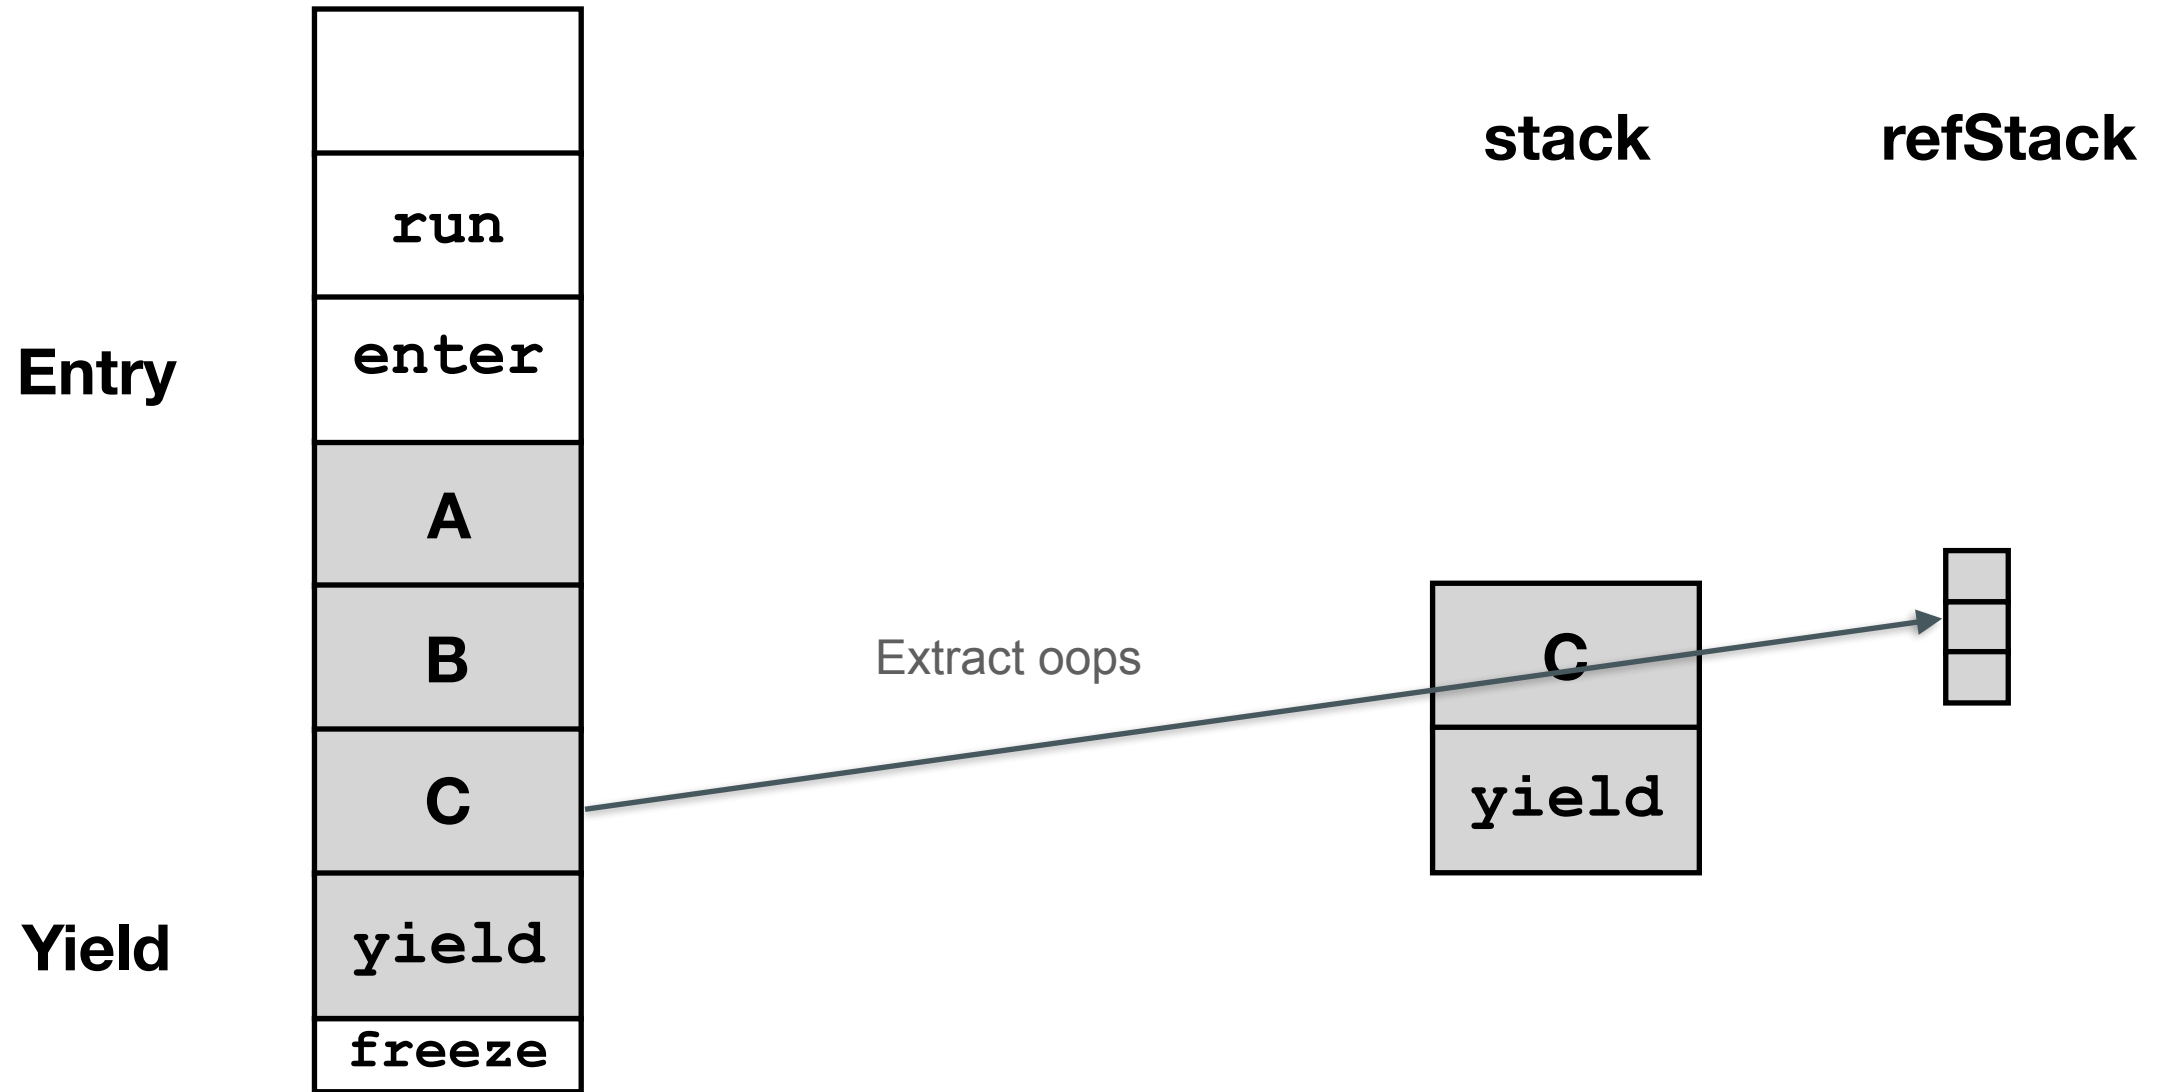 stack
refStack
run
Entry
enter
A
B
C
Yield
yield
freeze
Extract oops
C
yield